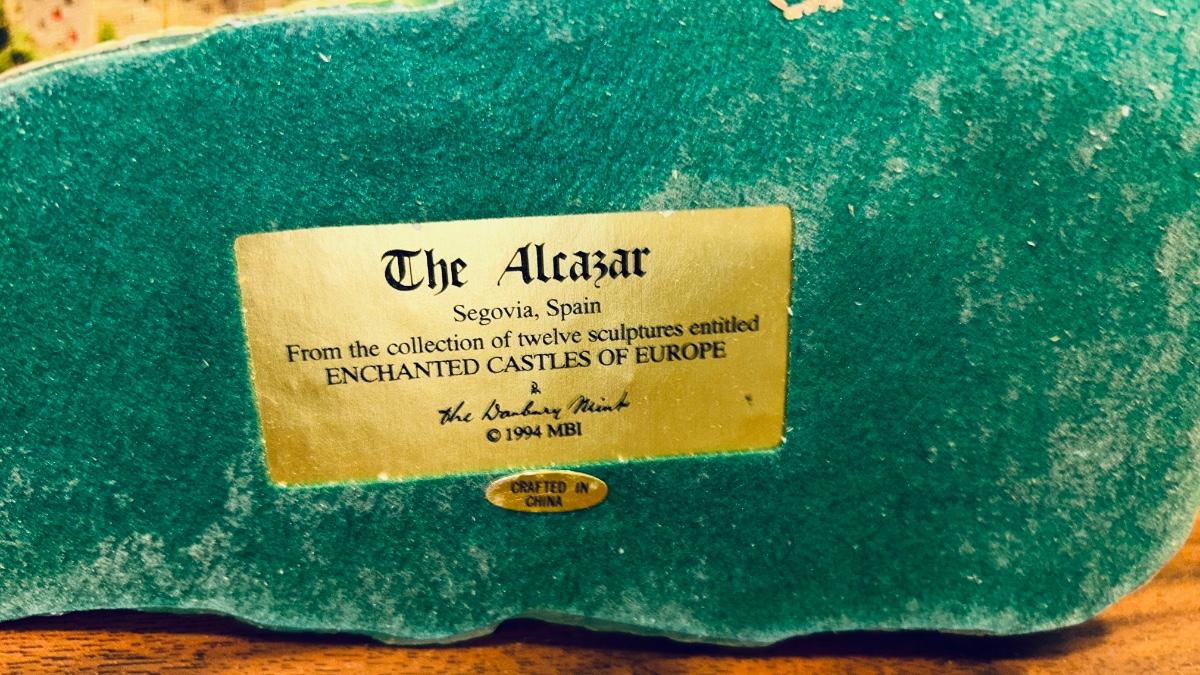 The Alcazar
Segovia, Spain
From the collection of twelve sculptures entitled
ENCHANTED CASTLES OF EUROPE
the Danbury Mint
© 1994 MBI
CRAFTED IN
CHINA